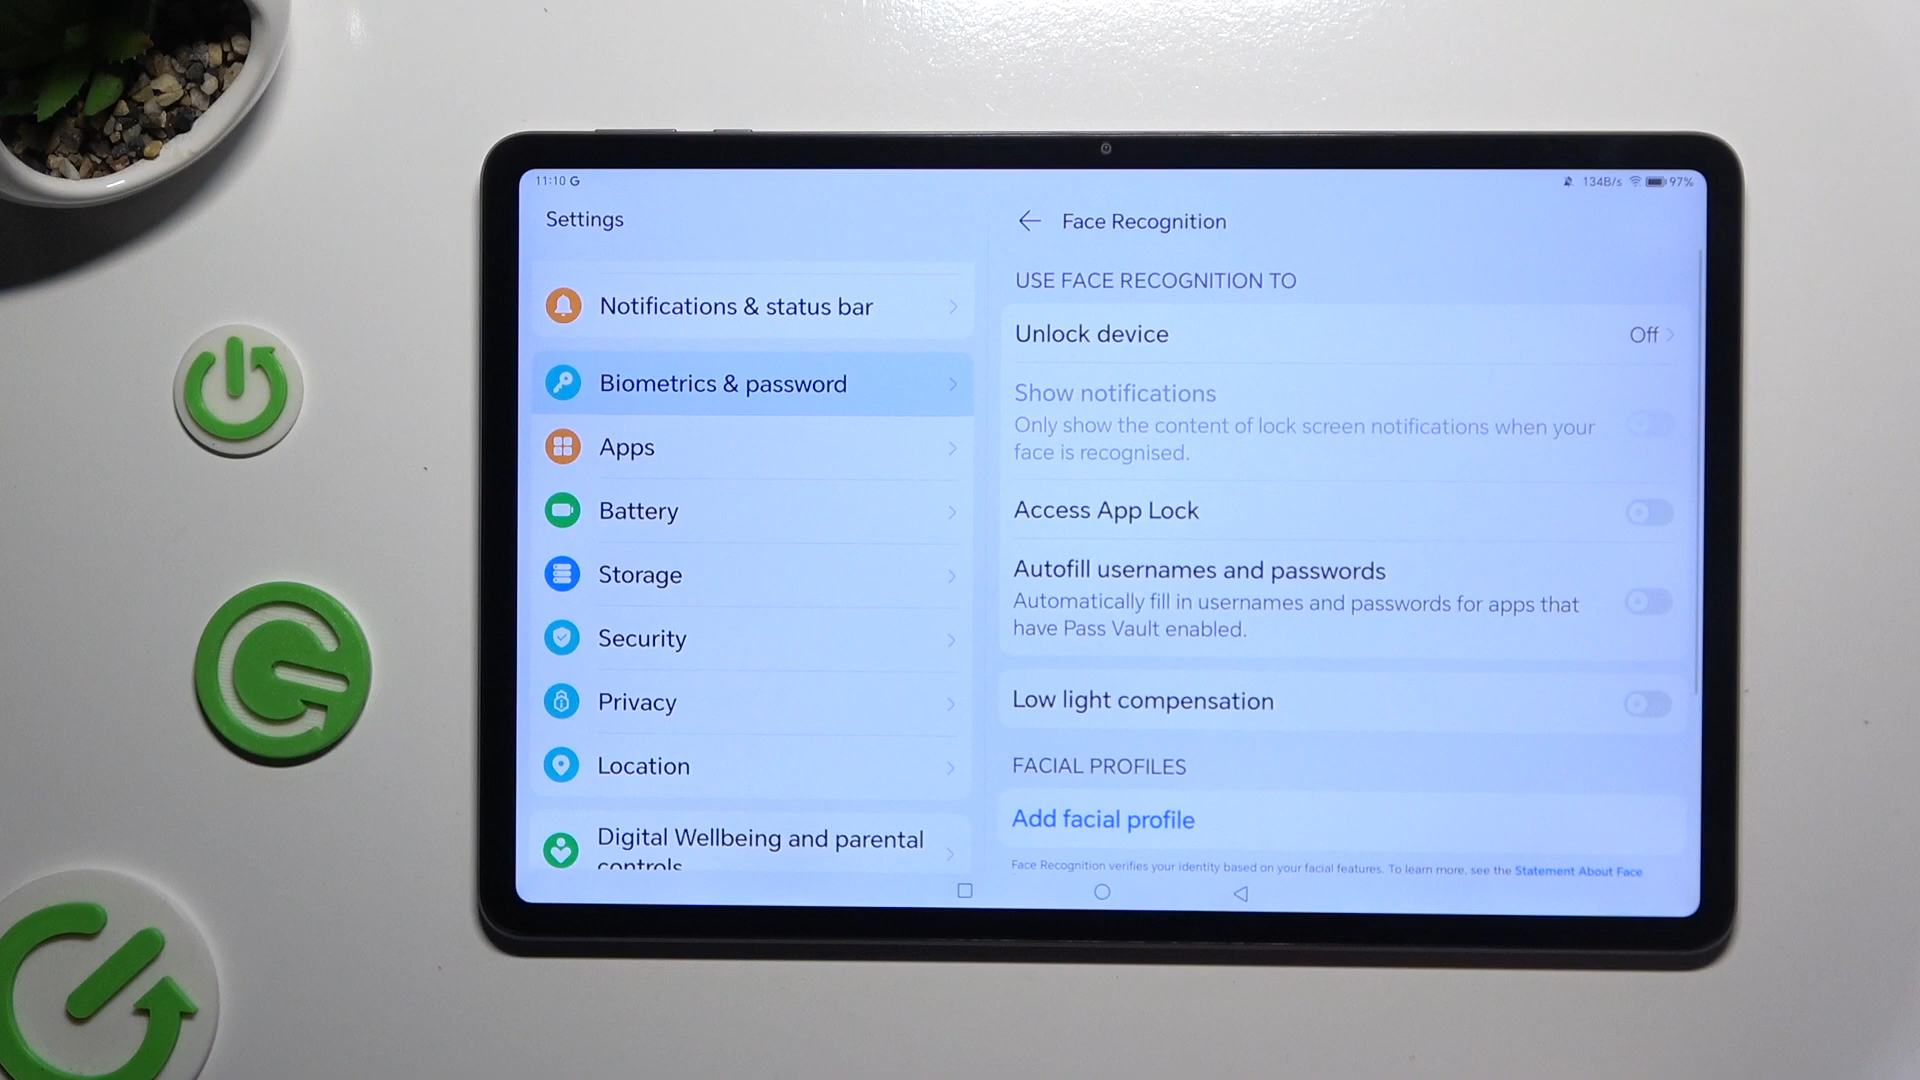 11:10 G
134B/s 97%
Settings
Notifications & status bar
Biometrics & password
Apps
Battery
Storage
Security
Privacy
Location
Digital Wellbeing and parental
controls
Face Recognition
USE FACE RECOGNITION TO
Unlock device
Off
Show notifications
Only show the content of lock screen notifications when your
face is recognised.
Access App Lock
Autofill usernames and passwords
Automatically fill in usernames and passwords for apps that
have Pass Vault enabled.
Low light compensation
FACIAL PROFILES
Add facial profile
Face Recognition verifies your identity based on your facial features. To learn more, see the Statement About Face